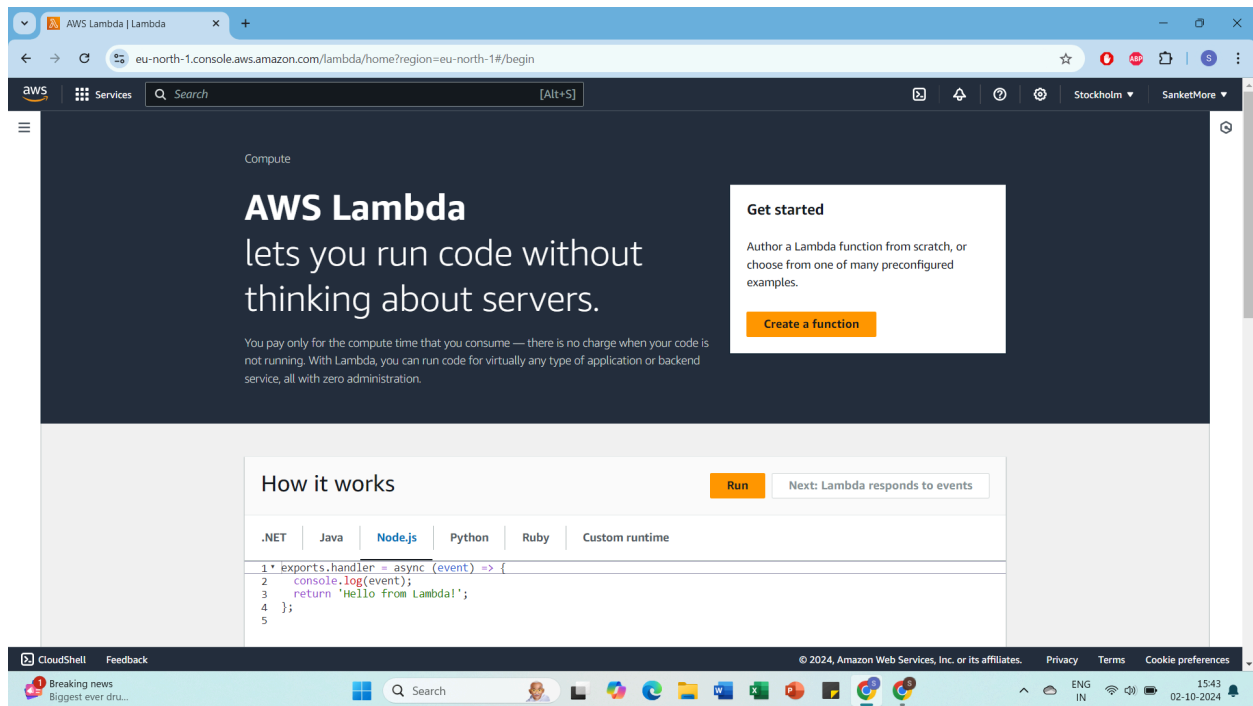 AWS Lambda | Lambda
eu-north-1.console.aws.amazon.com/lambda/home?region=eu-north-1#/begin
ABP
S
aws
Services
Search
[Alt+S]
Stockholm
SanketMore
Compute
AWS Lambda
lets you run code without
thinking about servers.
You pay only for the compute time that you consume — there is no charge when your code is
not running. With Lambda, you can run code for virtually any type of application or backend
service, all with zero administration.
Get started
Author a Lambda function from scratch, or
choose from one of many preconfigured
examples.
Create a function
How it works
Run
Next: Lambda responds to events
.NET
Java
Node.js
Python
Ruby
Custom runtime
1 exports.handler = async (event) => {
2 console.log(event);
3 return 'Hello from Lambda!';
4 };
5
CloudShell
Feedback
© 2024, Amazon Web Services, Inc. or its affiliates.
Privacy
Terms
Cookie preferences
1
Breaking news
Biggest ever dru...
Search
ENG
IN
15:43
02-10-2024